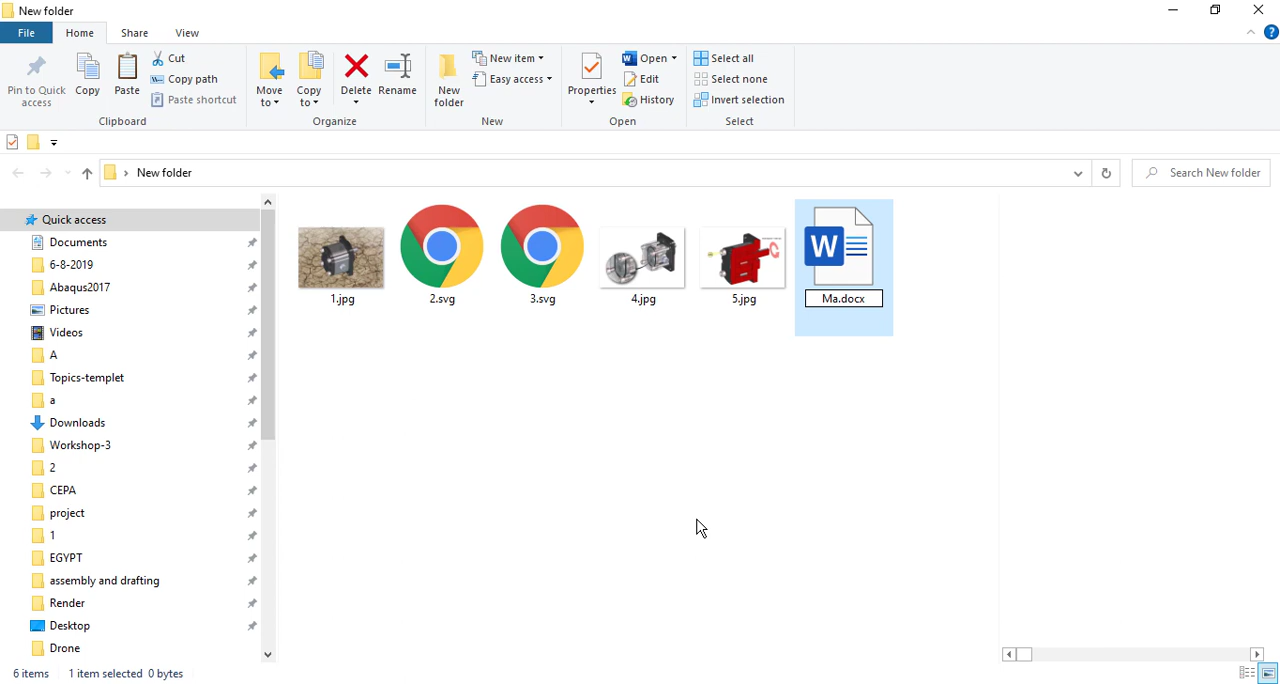 New folder
File Home Share View
Pin to Quick access
Copy
Paste
Cut
Copy path
Paste shortcut
Clipboard
Move to
Copy to
Delete
Rename
Organize
New folder
New item
Easy access
New
Properties
Open
Edit
History
Open
Select all
Select none
Invert selection
Select
New folder
Search New folder
Quick access
Documents
6-8-2019
Abaqus2017
Pictures
Videos
A
Topics-templet
a
Downloads
Workshop-3
2
CEPA
project
1
EGYPT
assembly and drafting
Render
Desktop
Drone
1.jpg
2.svg
3.svg
4.jpg
5.jpg
W
Ma.docx
6 items 1 item selected 0 bytes